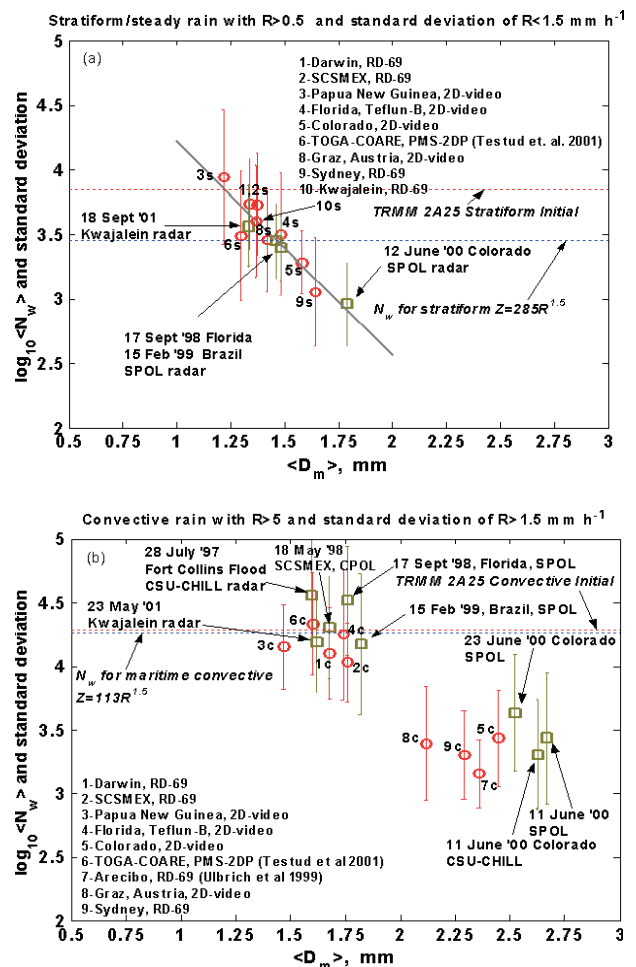 Stratiform/steady rain with R>0.5 and standard deviation of R<1.5 mm h-1
(a)
1-Darwin, RD-69
2-SCSMEX, RD-69
3-Papua New Guinea, 2D-video
4-Florida, Teflun-B, 2D-video
5-Colorado, 2D-video
6-TOGA-COARE, PMS-2DP (Testud et. al. 2001)
8-Graz, Austria, 2D-video
9-Sydney, RD-69
10-Kwajalein, RD-69
TRMM 2A25 Stratiform Initial
3s
1s
2s
10s
8s
4s
6s
5s
9s
18 Sept '01
Kwajalein radar
12 June '00 Colorado
SPOL radar
Nw for stratiform Z=285R1.5
17 Sept '98 Florida
15 Feb '99 Brazil
SPOL radar
log10 <Nw> and standard deviation
5
4.5
4
3.5
3
2.5
2
0.5 0.75 1 1.25 1.5 1.75 2 2.25 2.5 2.75 3
<Dm>, mm
Convective rain with R>5 and standard deviation of R>1.5 mm h-1
(b)
28 July '97
Fort Collins Flood
CSU-CHILL radar
18 May '98
SCSMEX, CPOL
17 Sept '98, Florida, SPOL
TRMM 2A25 Convective Initial
15 Feb '99, Brazil, SPOL
23 May '01
Kwajalein radar
6c
4c
3c
1c
2c
23 June '00 Colorado
SPOL
Nw for maritime convective
Z=113R1.5
8c
9c
5c
7c
11 June '00
SPOL
11 June '00 Colorado
CSU-CHILL
1-Darwin, RD-69
2-SCSMEX, RD-69
3-Papua New Guinea, 2D-video
4-Florida, Teflun-B, 2D-video
5-Colorado, 2D-video
6-TOGA-COARE, PMS-2DP (Testud et al 2001)
7-Arecibo, RD-69 (Ulbrich et al 1999)
8-Graz, Austria, 2D-video
9-Sydney, RD-69
log10 <Nw> and standard deviation
5
4.5
4
3.5
3
2.5
2
0.5 0.75 1 1.25 1.5 1.75 2 2.25 2.5 2.75 3
<Dm>, mm